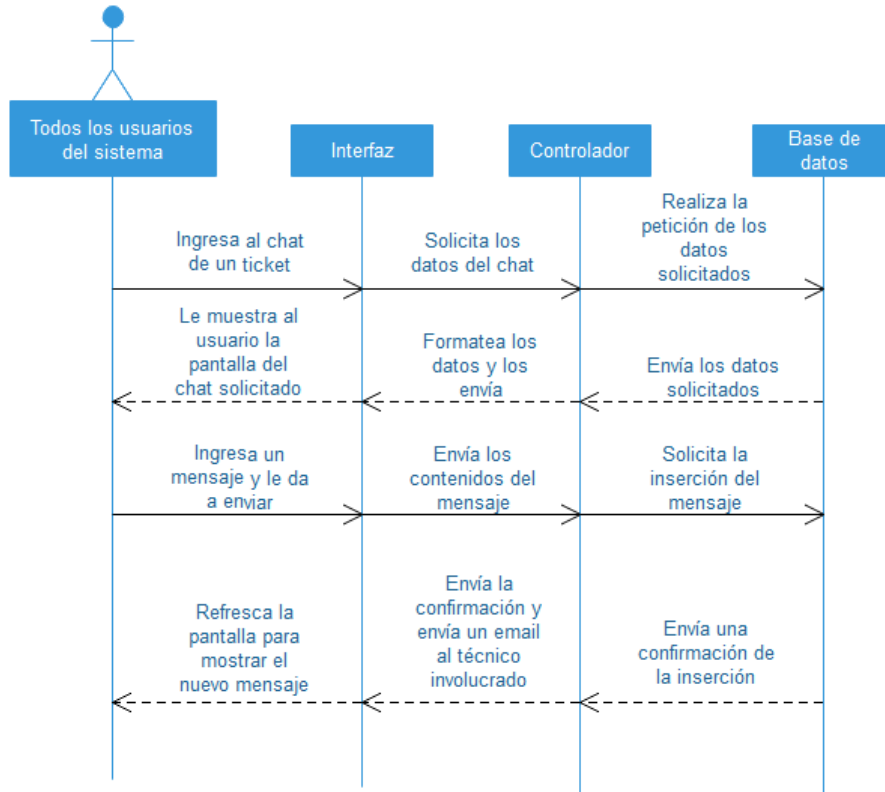 Todos los usuarios
del sistema
Interfaz
Controlador
Base de
datos
Ingresa al chat
de un ticket
Solicita los
datos del chat
Realiza la
petición de los
datos
solicitados
Le muestra al
usuario la
pantalla del
chat solicitado
Formatea los
datos y los
envía
Envía los datos
solicitados
Ingresa un
mensaje y le da
a enviar
Envía los
contenidos del
mensaje
Solicita la
inserción del
mensaje
Refresca la
pantalla para
mostrar el
nuevo mensaje
Envía la
confirmación y
envía un email
al técnico
involucrado
Envía una
confirmación de
la inserción